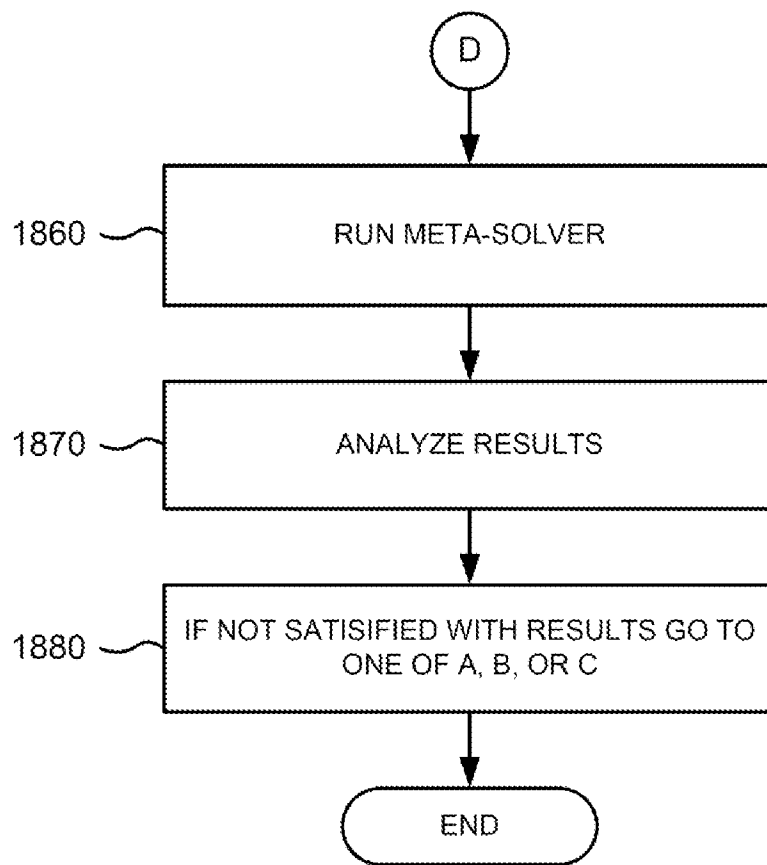 D
1860
RUN META-SOLVER
1870
ANALYZE RESULTS
1880
IF NOT SATISIFIED WITH RESULTS GO TO
ONE OF A, B, OR C
END